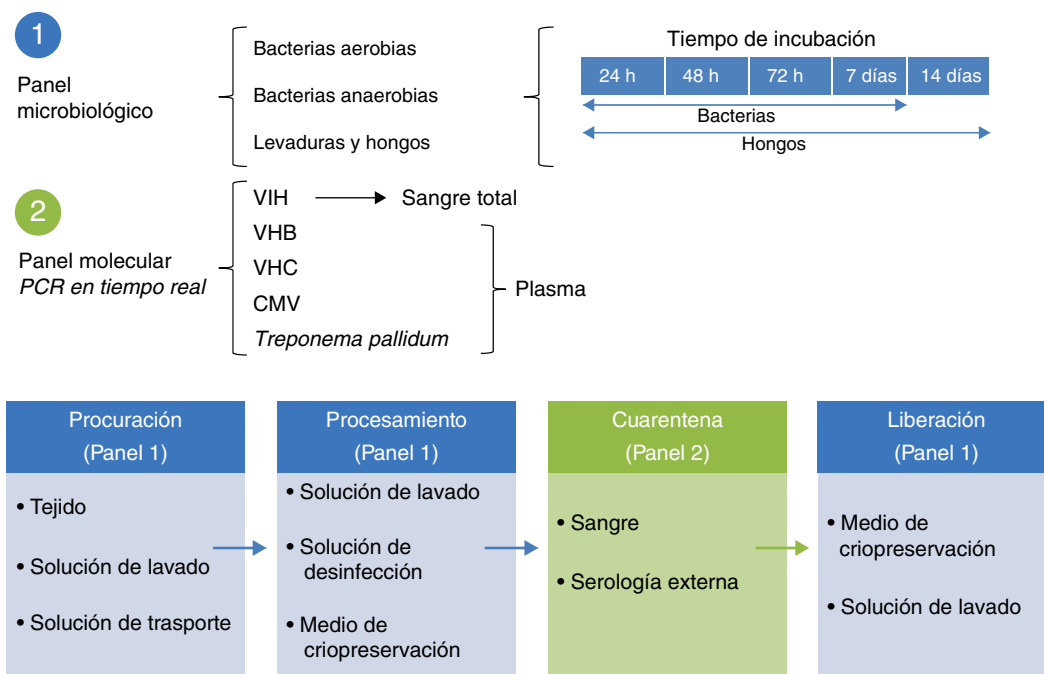 1
Panel
microbiológico
Bacterias aerobias
Bacterias anaerobias
Levaduras y hongos
Tiempo de incubación
24 h 48 h 72 h 7 días 14 días
Bacterias
Hongos
2
Panel molecular
PCR en tiempo real
VIH
Sangre total
VHB
VHC
CMV
Treponema pallidum
Plasma
Procuración
(Panel 1)
• Tejido
• Solución de lavado
• Solución de trasporte
Procesamiento
(Panel 1)
• Solución de lavado
• Solución de
desinfección
• Medio de
criopreservación
Cuarentena
(Panel 2)
• Sangre
• Serología externa
Liberación
(Panel 1)
• Medio de
criopreservación
• Solución de lavado